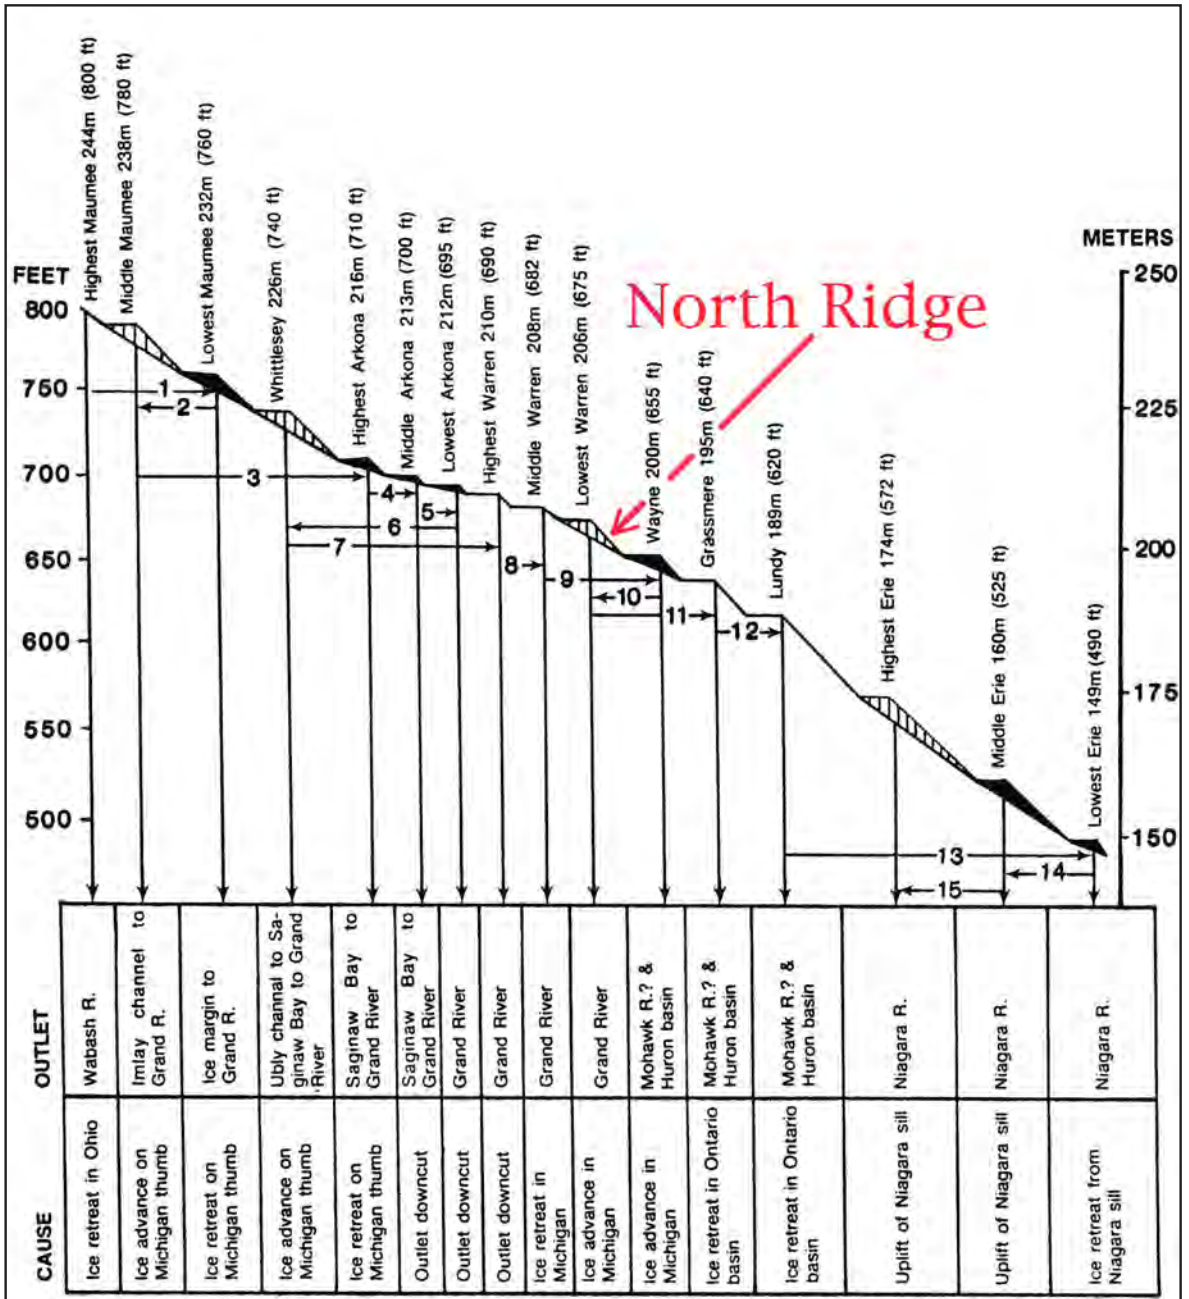 Highest Maumee 244m (800 ft)
Middle Maumee 238m (780 ft)
Lowest Maumee 232m (760 ft)
Whittlesey 226m (740 ft)
Highest Arkona 216m (710 ft)
Middle Arkona 213m (700 ft)
Lowest Arkona 212m (695 ft)
Highest Warren 210m (690 ft)
Middle Warren 208m (682 ft)
Lowest Warren 206m (675 ft)
Wayne 200m (655 ft)
Grassmere 195m (640 ft)
Lundy 189m (620 ft)
Highest Erie 174m (572 ft)
Middle Erie 160m (525 ft)
Lowest Erie 149m (490 ft)
North Ridge
FEET
800
750
700
650
600
550
500
METERS
250
225
200
175
150
1
2
3
4
5
6
7
8
9
10
11
12
13
14
15
OUTLET
Wabash R.
Imlay channel to
Grand R.
Ice margin to
Grand R.
Ubly channal to Sa-
ginaw Bay to Grand
River
Saginaw Bay to
Grand River
Saginaw Bay to
Grand River
Grand River
Grand River
Grand River
Grand River
Mohawk R.? &
Huron basin
Mohawk R.? &
Huron basin
Mohawk R.? &
Huron basin
Niagara R.
Niagara R.
Niagara R.
CAUSE
Ice retreat in Ohio
Ice advance on
Michigan thumb
Ice retreat on
Michigan thumb
Ice advance on
Michigan thumb
Ice retreat on
Michigan thumb
Outlet downcut
Outlet downcut
Outlet downcut
Ice retreat in
Michigan
Ice advance in
Michigan
Ice advance in
Michigan
Ice retreat in Ontario
basin
Ice retreat in Ontario
basin
Uplift of Niagara sill
Uplift of Niagara sill
Ice retreat from
Niagara sill